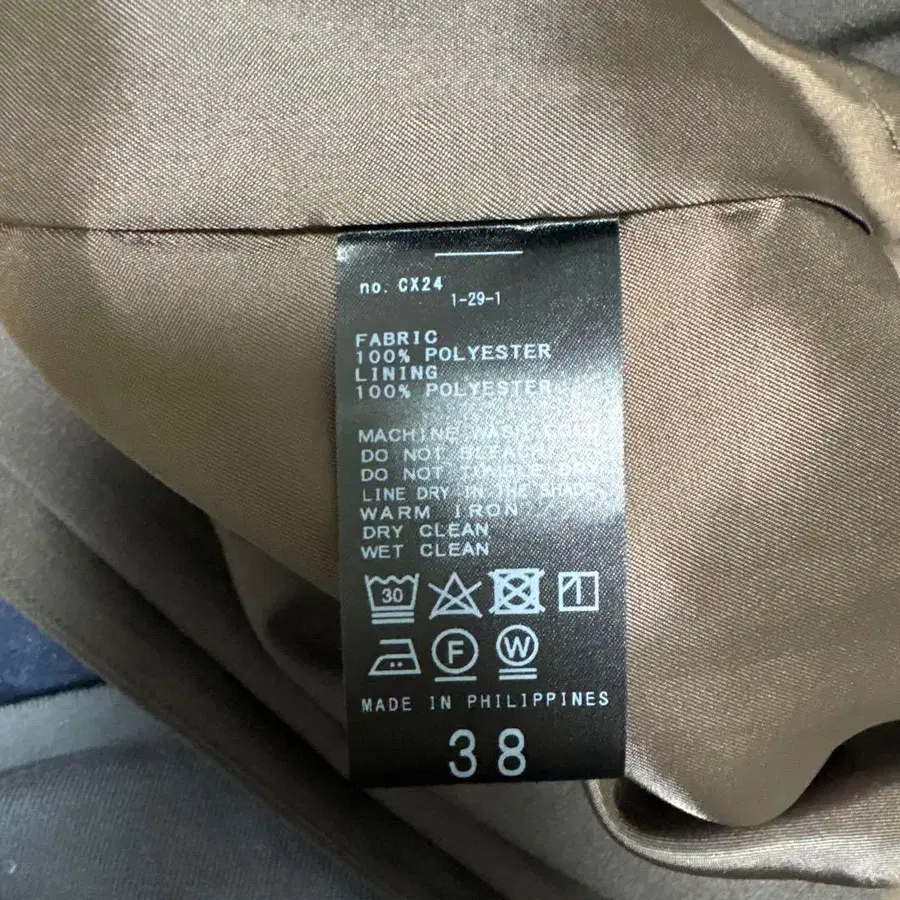 no. CX24
1-29-1
FABRIC
100% POLYESTER
LINING
100% POLYESTER
MACHINE WASH COLD
DO NOT BLEACH
DO NOT TUMBLE DRY
LINE DRY IN THE SHADE
WARM IRON
DRY CLEAN
WET CLEAN
30
F W
MADE IN PHILIPPINES
38